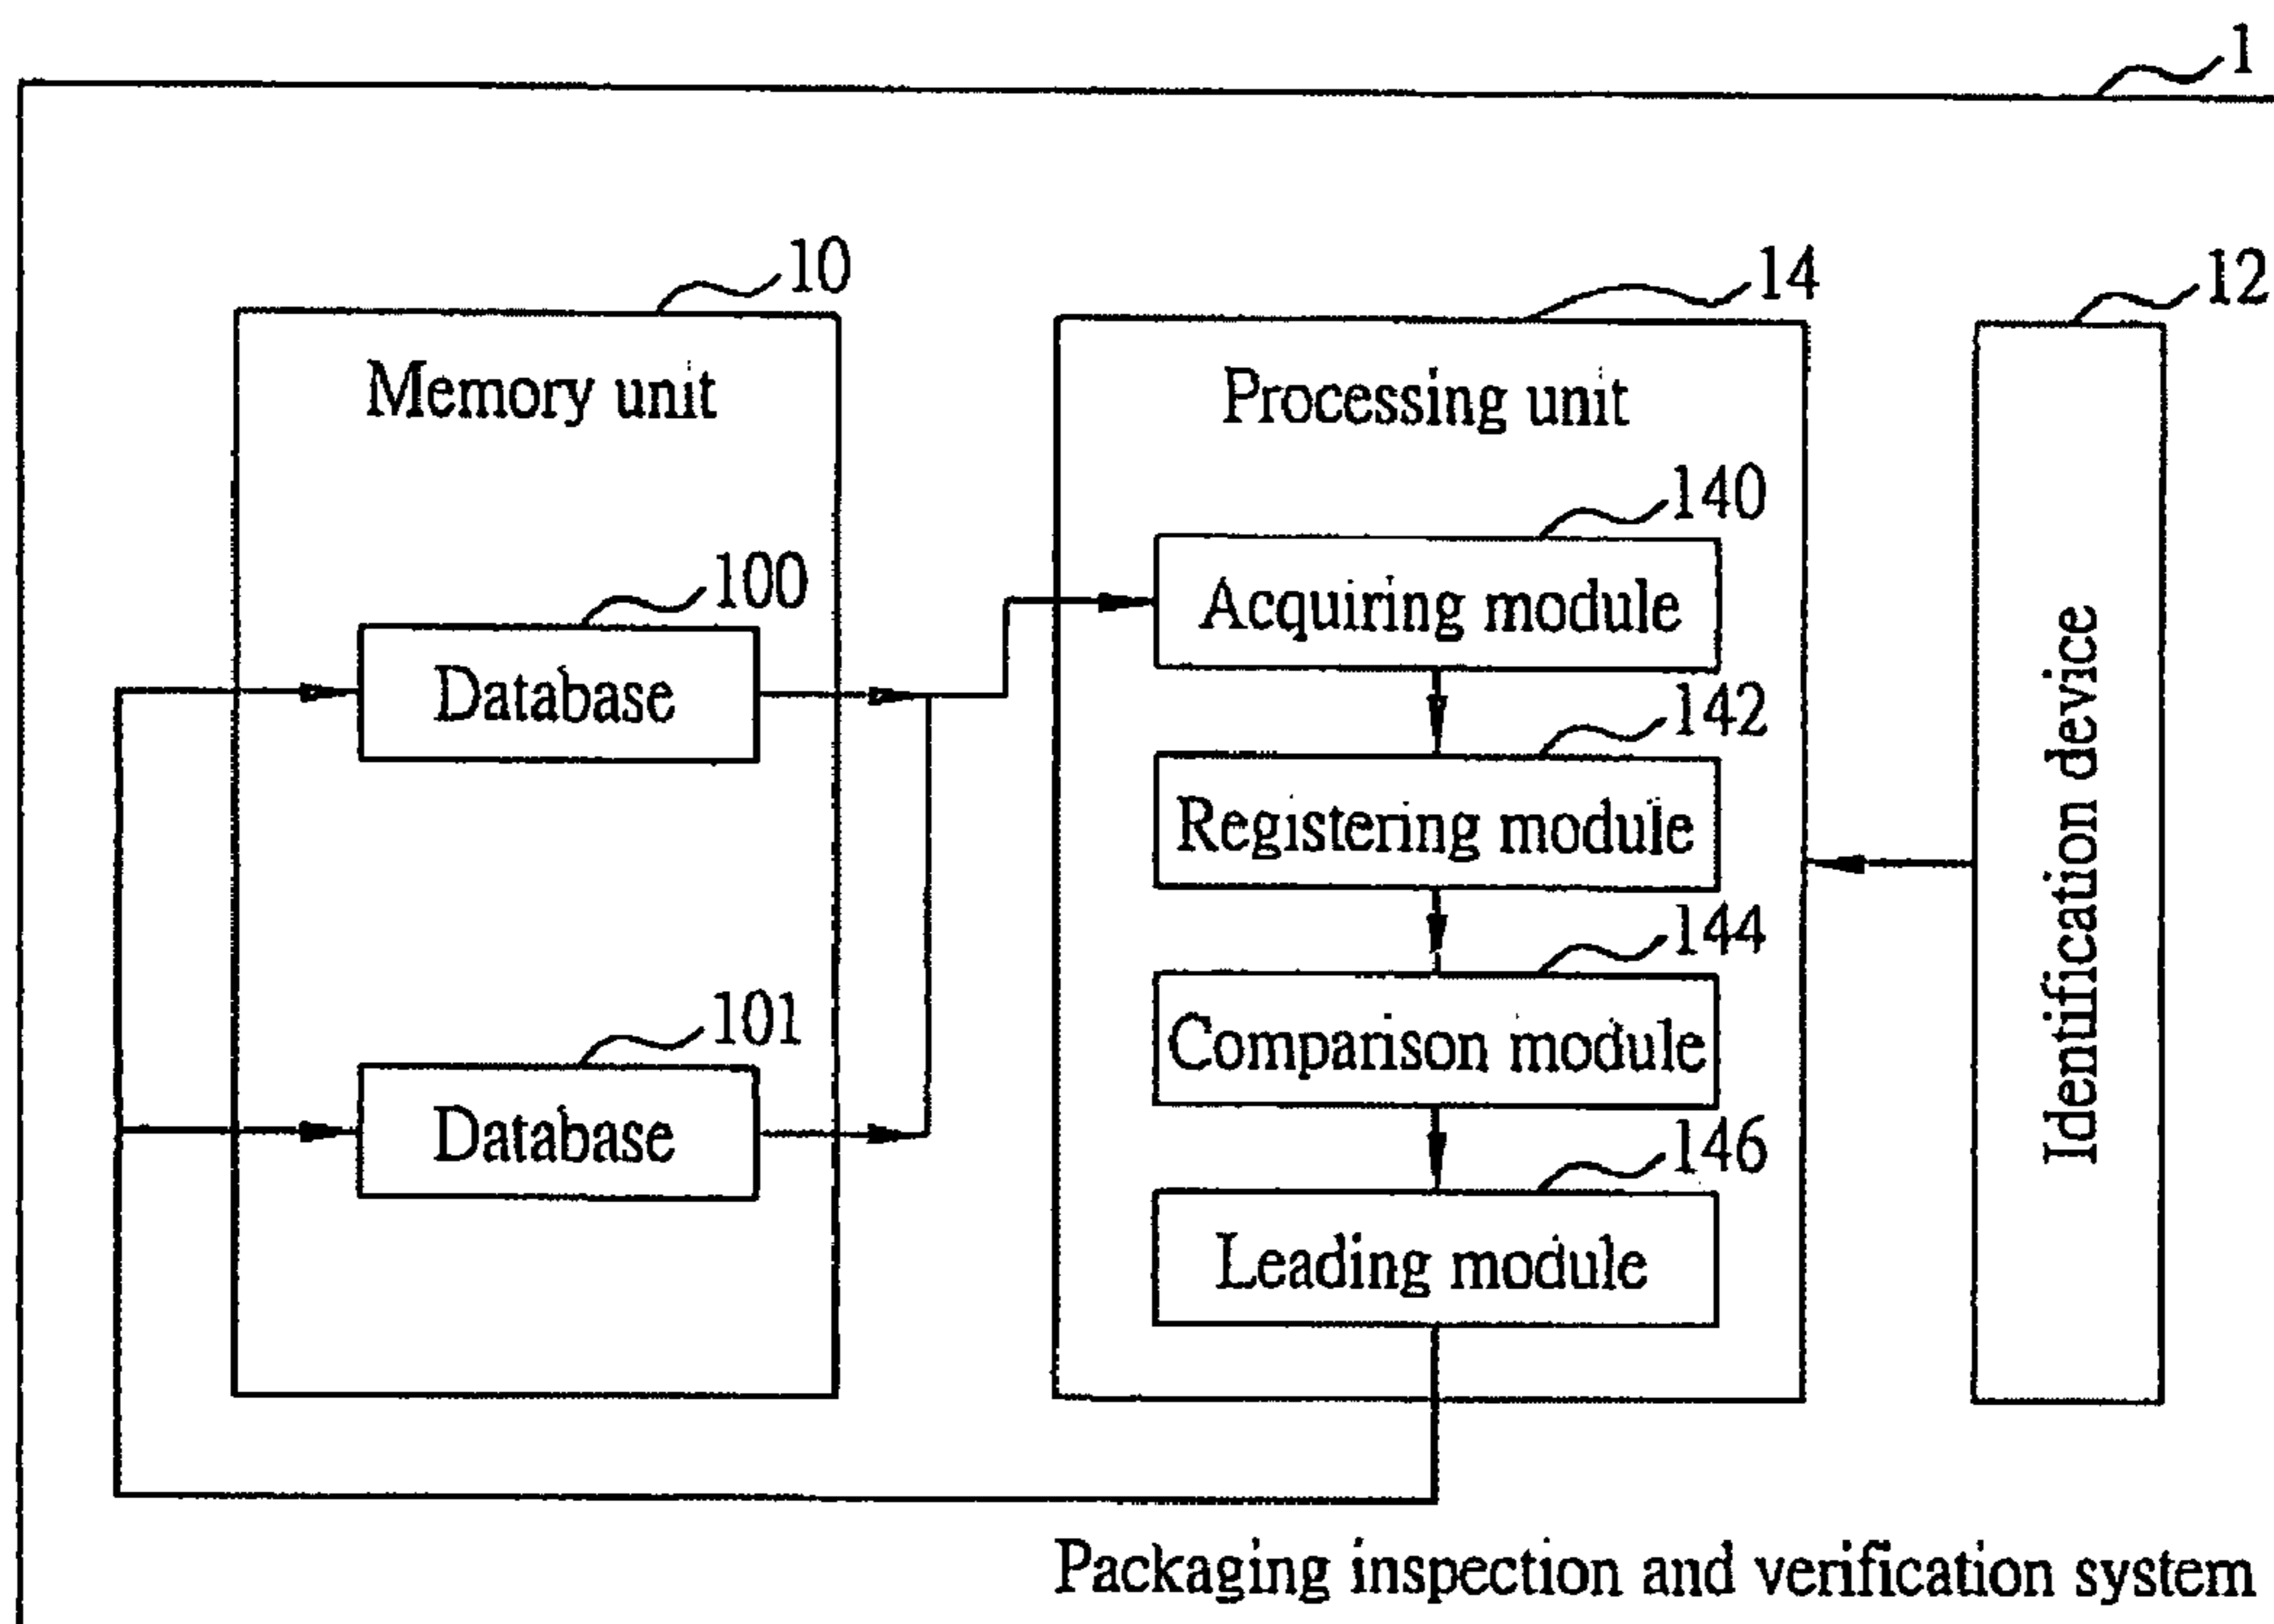 1
10
14
12
Memory unit
Processing unit
140
Acquiring module
100
Database
142
Registering module
Identification device
144
Comparison module
101
Database
146
Leading module
Packaging inspection and verification system